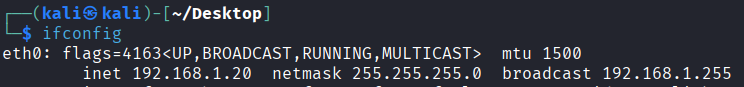 ┌──(kali㉿kali)-[~/Desktop]
└─$ ifconfig
eth0: flags=4163<UP,BROADCAST,RUNNING,MULTICAST>  mtu 1500
        inet 192.168.1.20  netmask 255.255.255.0  broadcast 192.168.1.255